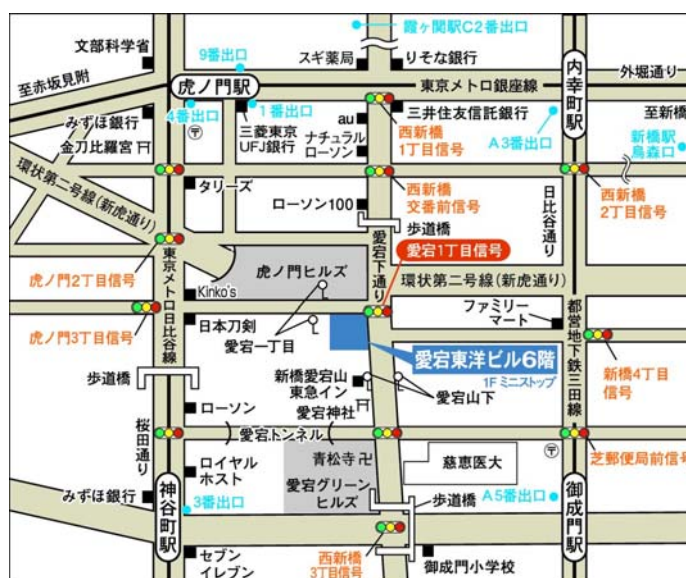 霞ヶ関駅C2番出口
文部科学省
9番出口
スギ薬局
りそな銀行
至赤坂見附
虎ノ門駅
東京メトロ銀座線
内幸町駅
外堀通り
みずほ銀行
4番出口
〒
1番出口
au
三井住友信託銀行
至新橋
金刀比羅宮
三菱東京
UFJ銀行
ナチュラル
ローソン
西新橋
1丁目信号
A3番出口
新橋駅
烏森口
環状第二号線(新虎通り)
タリーズ
ローソン100
西新橋
交番前信号
日比谷通り
西新橋
2丁目信号
歩道橋
愛宕下通り
愛宕1丁目信号
虎ノ門2丁目信号
東京メトロ日比谷線
虎ノ門ヒルズ
環状第二号線(新虎通り)
Kinko's
虎ノ門3丁目信号
日本刀剣
愛宕一丁目
ファミリー
マート
都営地下鉄三田線
愛宕東洋ビル6階
1F ミニストップ
新橋4丁目
信号
歩道橋
新橋愛宕山
東急イン
愛宕山下
ローソン
愛宕神社
桜田通り
愛宕トンネル
芝郵便局前信号
〒
ロイヤル
ホスト
青松寺卍
慈恵医大
みずほ銀行
神谷町駅
3番出口
愛宕グリーン
ヒルズ
歩道橋
A5番出口
御成門駅
セブン
イレブン
西新橋
3丁目信号
御成門小学校